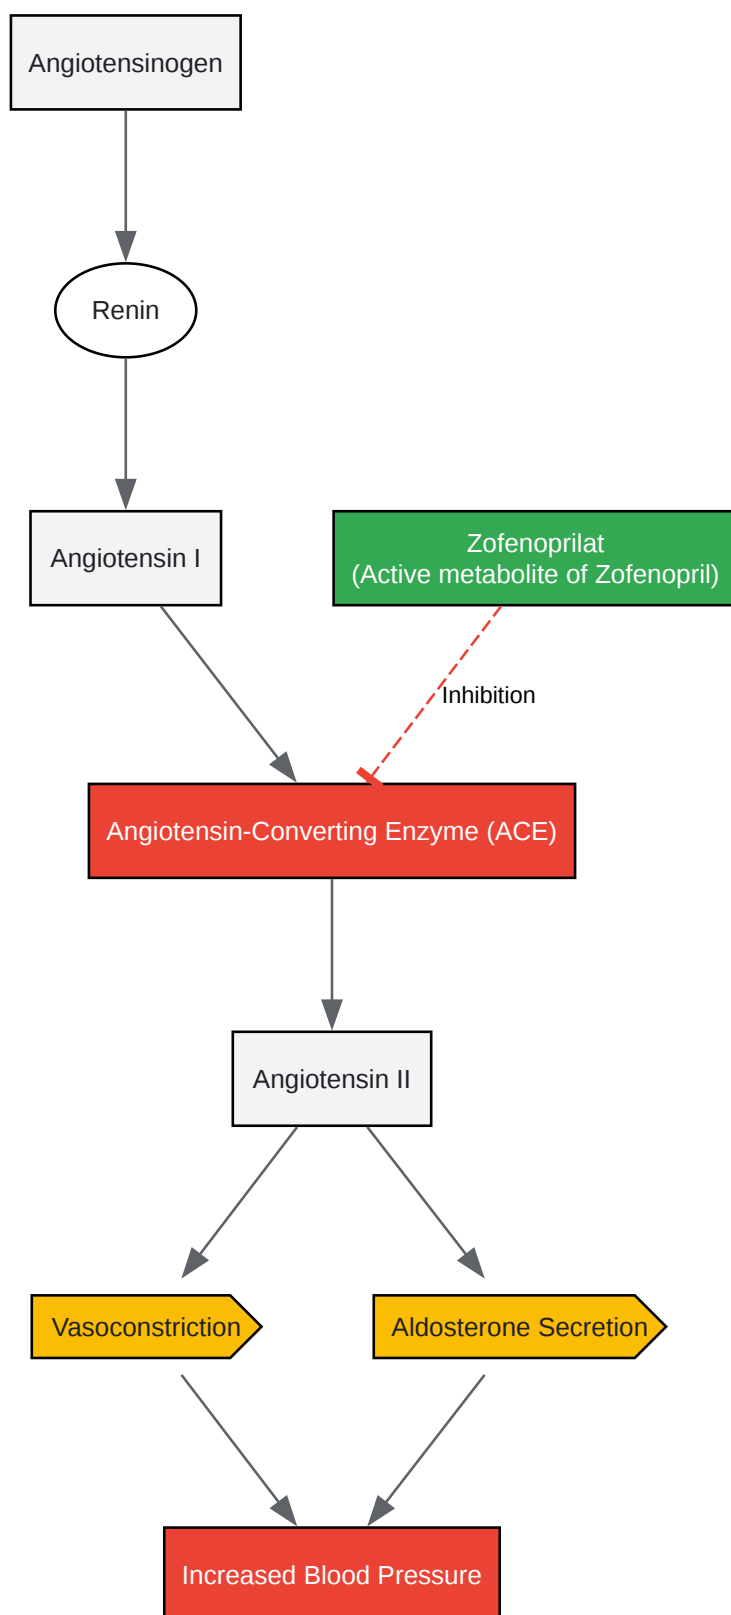 Angiotensinogen
Renin
Angiotensin I
Zofenoprilat
(Active metabolite of Zofenopril)
Inhibition
Angiotensin-Converting Enzyme (ACE)
Angiotensin II
Vasoconstriction
Aldosterone Secretion
Increased Blood Pressure